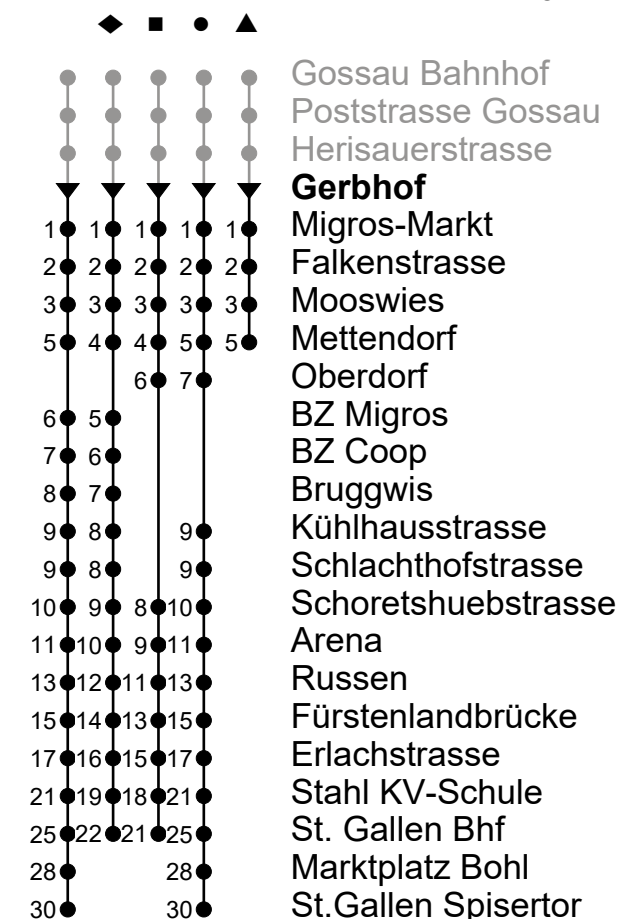 Gossau Bahnhof
Poststrasse Gossau
Herisauerstrasse
Gerbhof
1 1 1 1 1 Migros-Markt
2 2 2 2 2 Falkenstrasse
3 3 3 3 3 Mooswies
5 4 4 5 5 Mettendorf
6 7 Oberdorf
6 5 BZ Migros
7 6 BZ Coop
8 7 Bruggwis
9 8 9 Kühlhausstrasse
9 8 9 Schlachthofstrasse
10 9 8 10 Schoretshuebstrasse
11 10 9 11 Arena
13 12 11 13 Russen
15 14 13 15 Fürstenlandbrücke
17 16 15 17 Erlachstrasse
21 19 18 21 Stahl KV-Schule
25 22 21 25 St. Gallen Bhf
28 28 Marktplatz Bohl
30 30 St.Gallen Spisertor